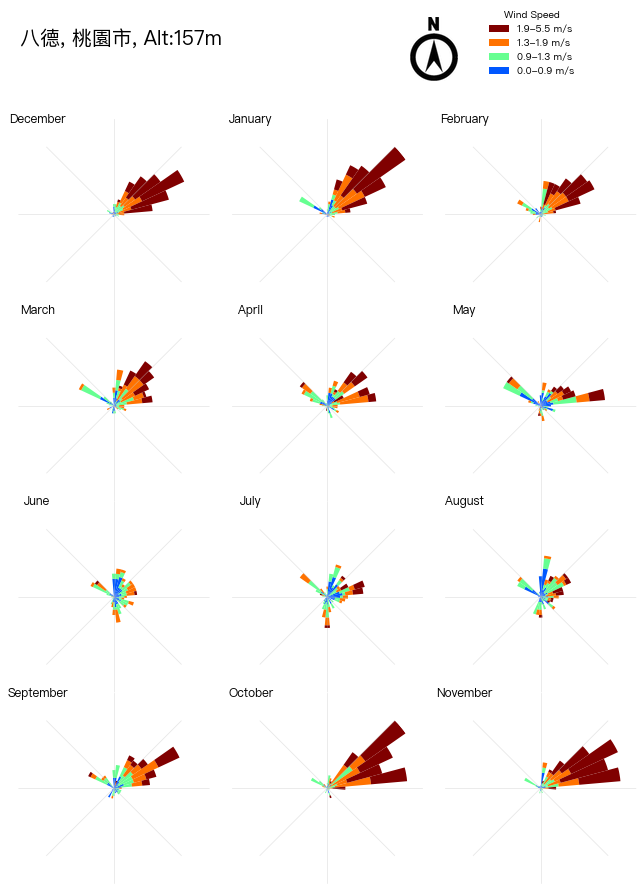 八德, 桃園市, Alt:157m
N
Wind Speed
1.9–5.5 m/s
1.3–1.9 m/s
0.9–1.3 m/s
0.0–0.9 m/s
December
January
February
March
April
May
June
July
August
September
October
November